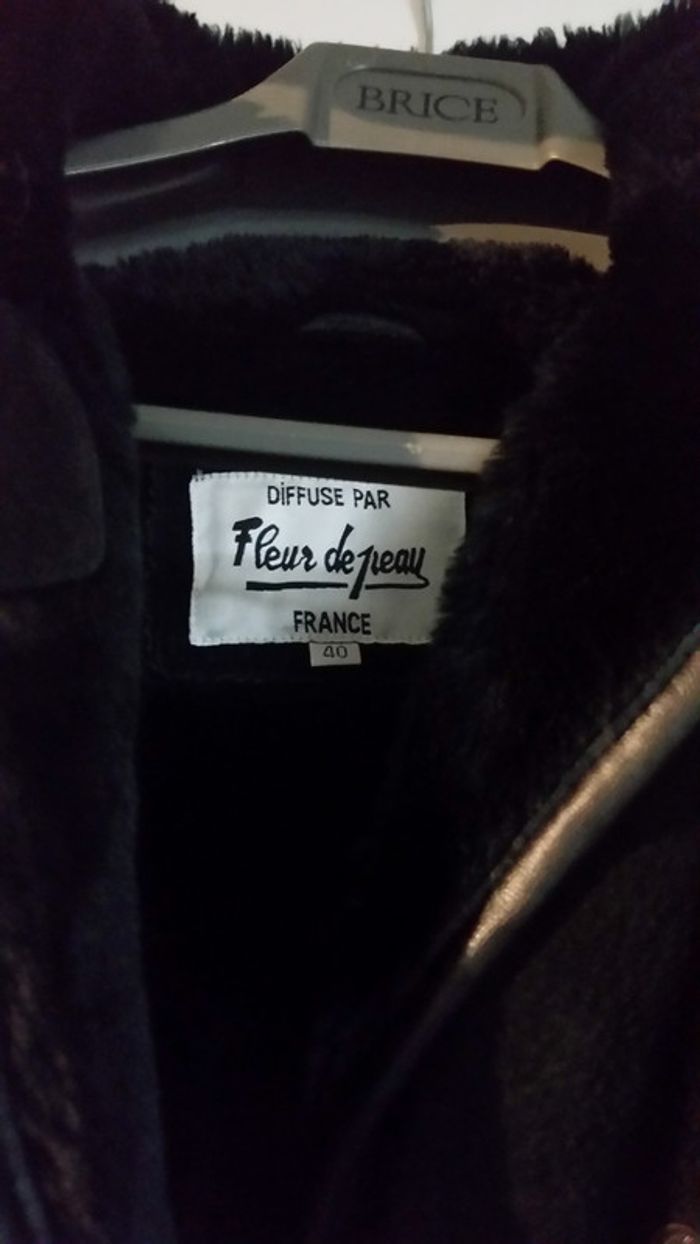 BRICE
DiFFUSE PAR
Fleur de peau
FRANCE
40